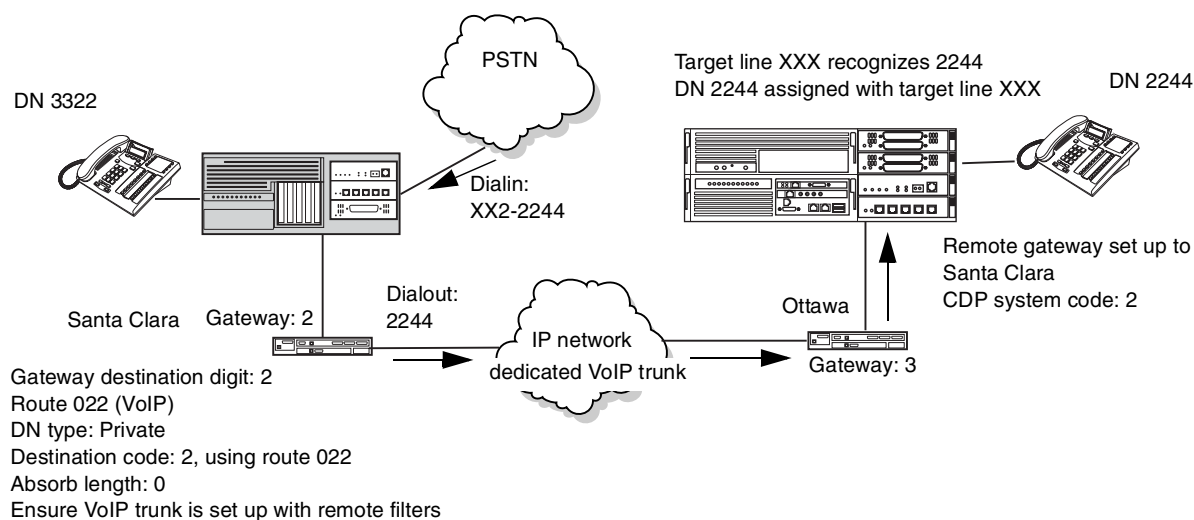 PSTN
Target line XXX recognizes 2244
DN 2244 assigned with target line XXX
DN 2244
DN 3322
Dialin:
XX2-2244
Remote gateway set up to
Santa Clara
CDP system code: 2
Santa Clara
Gateway: 2
Dialout:
2244
IP network
dedicated VoIP trunk
Ottawa
Gateway: 3
Gateway destination digit: 2
Route 022 (VoIP)
DN type: Private
Destination code: 2, using route 022
Absorb length: 0
Ensure VoIP trunk is set up with remote filters